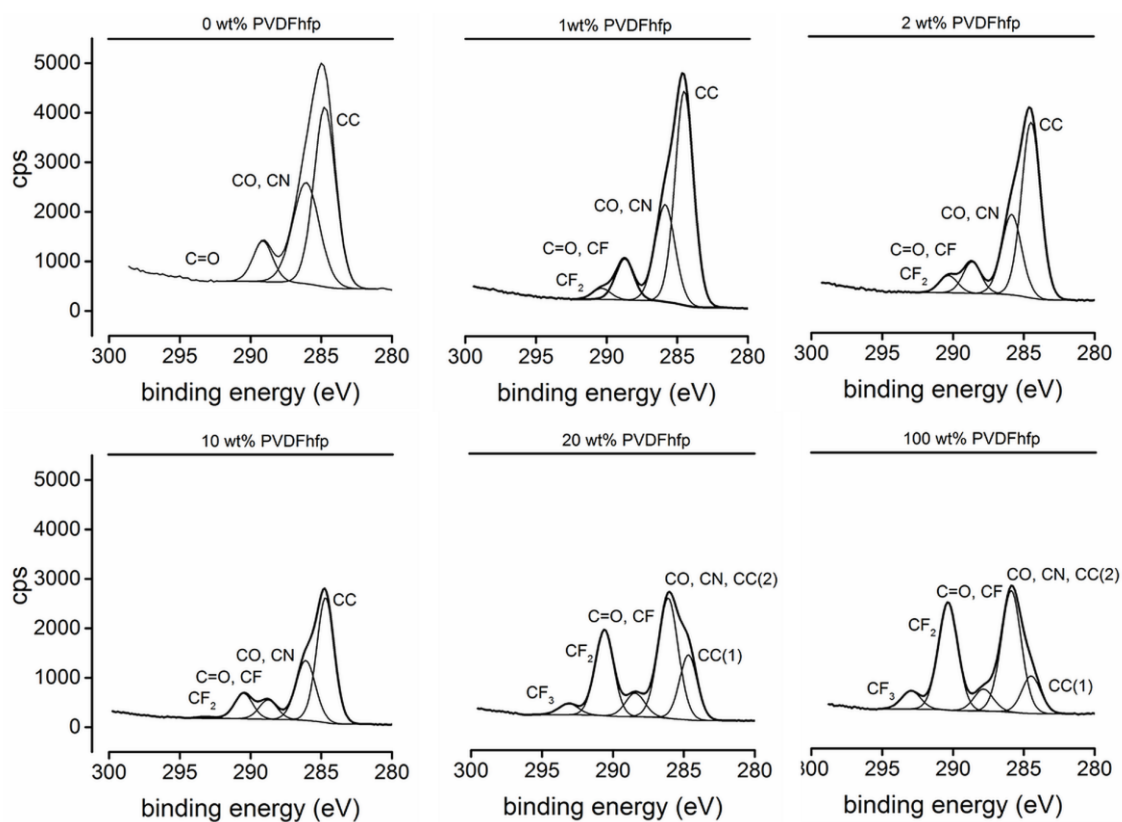 0 wt% PVDFhfp
1wt% PVDFhfp
2 wt% PVDFhfp
5000
4000
3000
2000
1000
0
cps
CC
CO, CN
C=O
300 295 290 285 280
binding energy (eV)
CC
CO, CN
C=O, CF
CF2
300 295 290 285 280
binding energy (eV)
CC
CO, CN
C=O, CF
CF2
300 295 290 285 280
binding energy (eV)
10 wt% PVDFhfp
20 wt% PVDFhfp
100 wt% PVDFhfp
5000
4000
3000
2000
1000
0
cps
CC
CO, CN
C=O, CF
CF2
300 295 290 285 280
binding energy (eV)
CO, CN, CC(2)
C=O, CF
CF2
CC(1)
CF3
300 295 290 285 280
binding energy (eV)
CO, CN, CC(2)
C=O, CF
CF2
CF3
CC(1)
300 295 290 285 280
binding energy (eV)